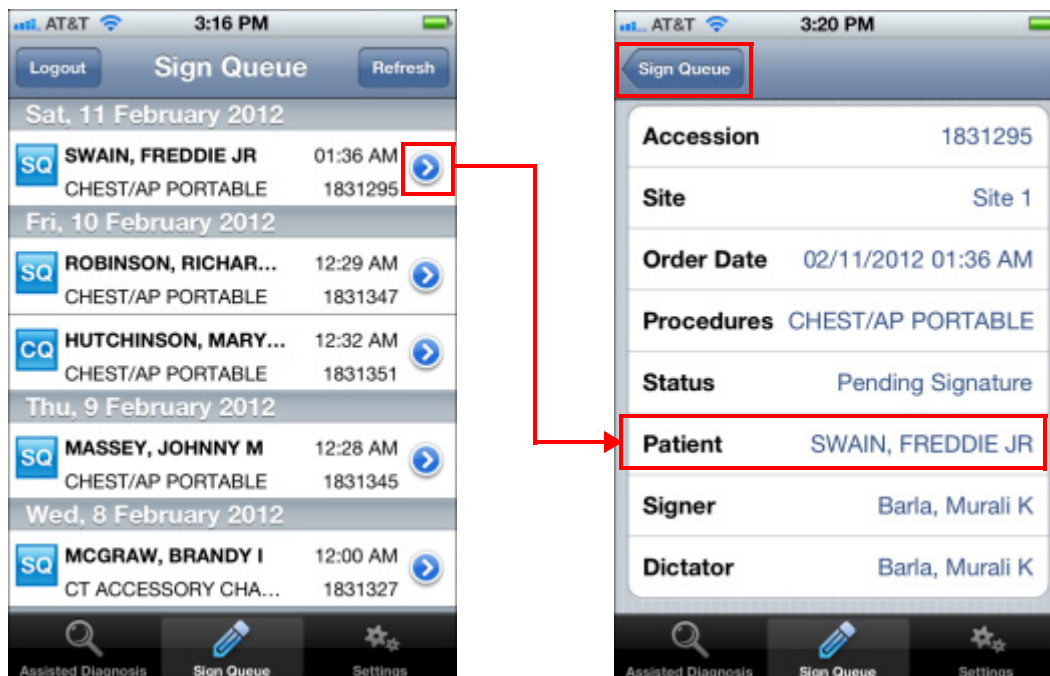 AT&T 3:16 PM
Logout Sign Queue Refresh
Sat, 11 February 2012
SQ SWAIN, FREDDIE JR 01:36 AM
CHEST/AP PORTABLE 1831295
Fri, 10 February 2012
SQ ROBINSON, RICHAR... 12:29 AM
CHEST/AP PORTABLE 1831347
CQ HUTCHINSON, MARY... 12:32 AM
CHEST/AP PORTABLE 1831351
Thu, 9 February 2012
SQ MASSEY, JOHNNY M 12:28 AM
CHEST/AP PORTABLE 1831345
Wed, 8 February 2012
SQ MCGRAW, BRANDY I 12:00 AM
CT ACCESSORY CHA... 1831327
Assisted Diagnosis Sign Queue Settings
AT&T 3:20 PM
Sign Queue
Accession 1831295
Site Site 1
Order Date 02/11/2012 01:36 AM
Procedures CHEST/AP PORTABLE
Status Pending Signature
Patient SWAIN, FREDDIE JR
Signer Barla, Murali K
Dictator Barla, Murali K
Assisted Diagnosis Sign Queue Settings